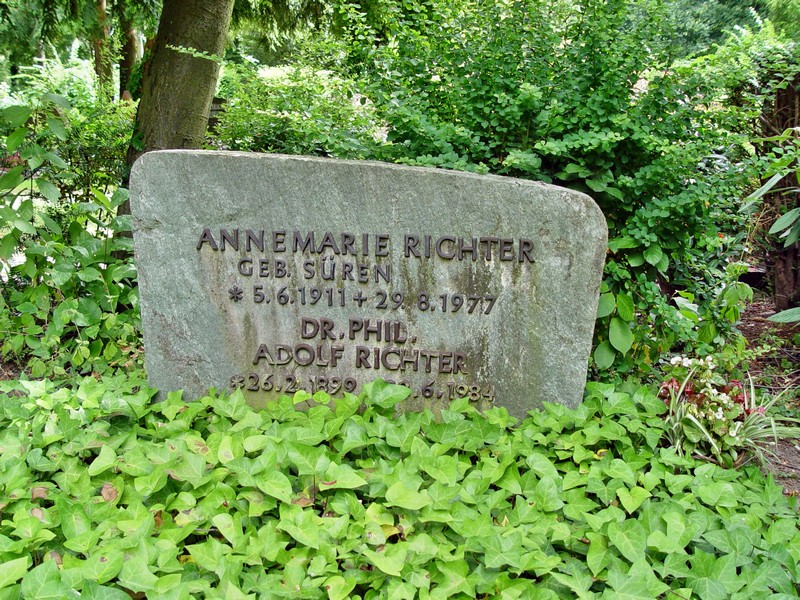 ANNEMARIE RICHTER
GEB. SÜREN
* 5.6.1911 + 29.8.1977
DR. PHIL.
ADOLF RICHTER
*26.2.1899 .6.1984